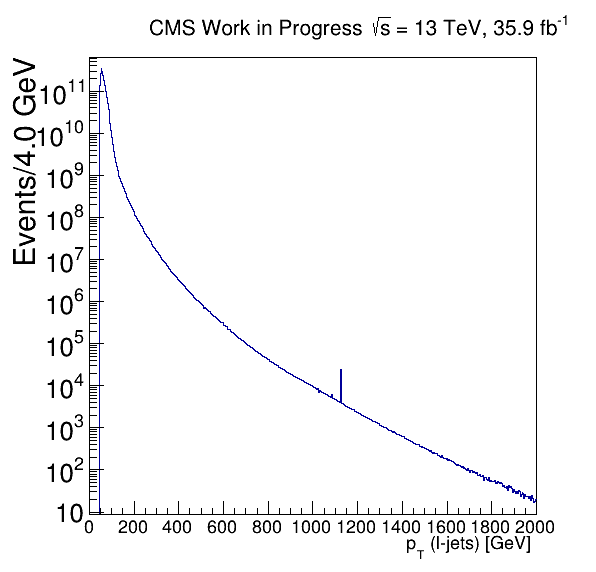 CMS Work in Progress √s = 13 TeV, 35.9 fb⁻¹
Events/4.0 GeV
10¹¹
10¹⁰
10⁹
10⁸
10⁷
10⁶
10⁵
10⁴
10³
10²
10
0 200 400 600 800 1000 1200 1400 1600 1800 2000
p_T (l-jets) [GeV]